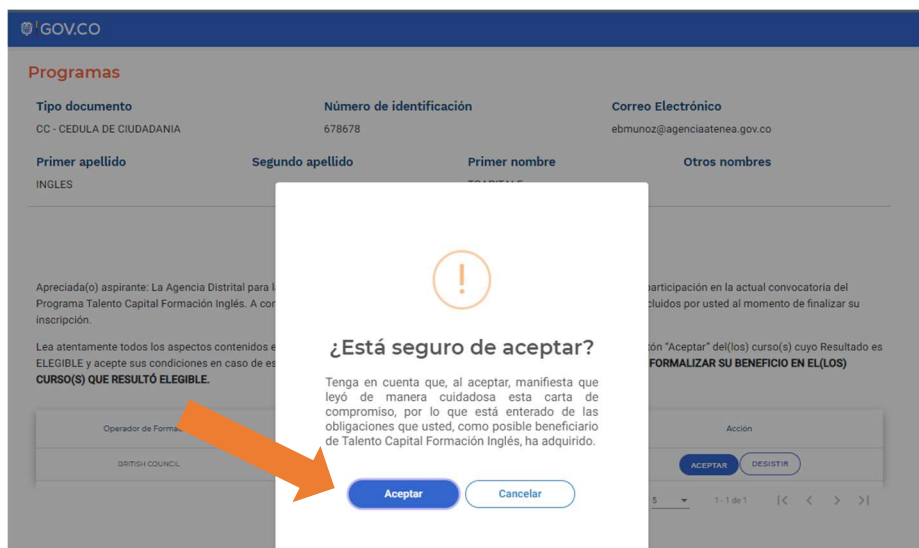 GOV.CO
Programas
Tipo documento Número de identificación Correo Electrónico
CC - CEDULA DE CIUDADANIA 678678 ebmunoz@agenciaatenea.gov.co
Primer apellido Segundo apellido Primer nombre Otros nombres
INGLES
Apreciada(o) aspirante: La Agencia Distrital para participación en la actual convocatoria del
Programa Talento Capital Formación Inglés. A cluidos por usted al momento de finalizar su
inscripción.
Lea atentamente todos los aspectos contenidos "Aceptar" del(los) curso(s) cuyo Resultado es
ELEGIBLE y acepte sus condiciones en caso de FORMALIZAR SU BENEFICIO EN EL(LOS)
CURSO(S) QUE RESULTÓ ELEGIBLE.
!
¿Está seguro de aceptar?
Tenga en cuenta que, al aceptar, manifiesta que
leyó de manera cuidadosa esta carta de
compromiso, por lo que está enterado de las
obligaciones que usted, como posible beneficiario
de Talento Capital Formación Inglés, ha adquirido.
Aceptar Cancelar
Operador de Acción
BRITISH COUNCIL ACEPTAR DESISTIR
5 1 - 1 de 1 |< < > >|